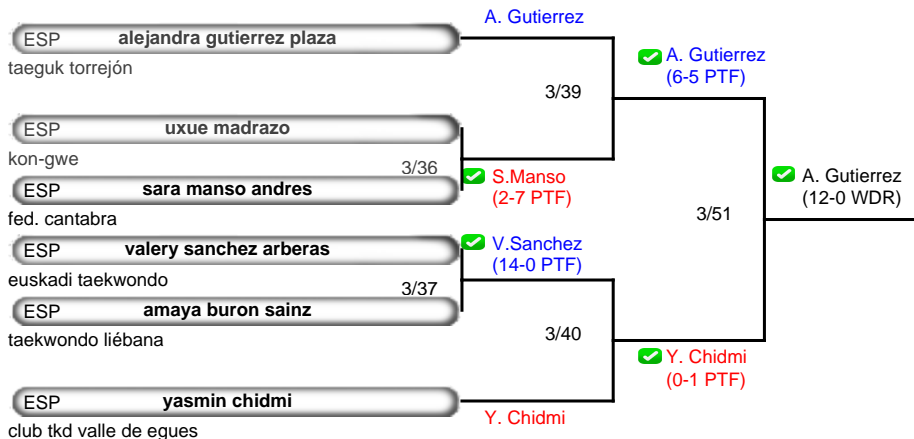 A. Gutierrez
ESP alejandra gutierrez plaza
taeguk torrejón
A. Gutierrez
(6-5 PTF)
3/39
ESP uxue madrazo
kon-gwe
3/36
S.Manso
(2-7 PTF)
ESP sara manso andres
fed. cantabra
A. Gutierrez
(12-0 WDR)
3/51
ESP valery sanchez arberas
euskadi taekwondo
V.Sanchez
(14-0 PTF)
3/37
ESP amaya buron sainz
taekwondo liébana
3/40
Y. Chidmi
(0-1 PTF)
ESP yasmin chidmi
club tkd valle de egues
Y. Chidmi